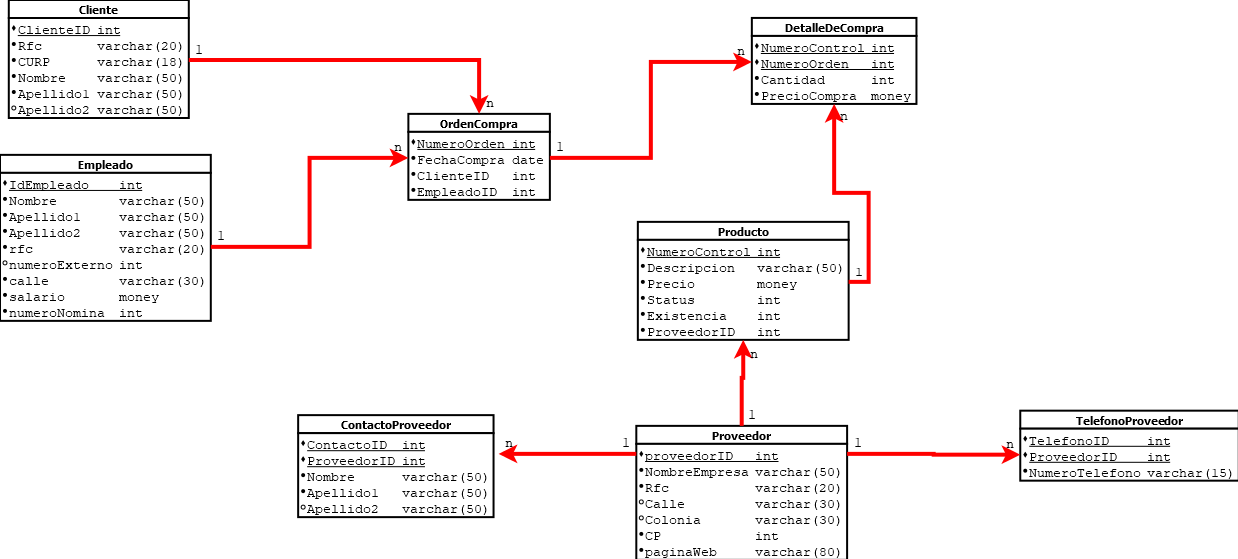 Cliente
ClienteID int
Rfc varchar(20)
CURP varchar(18)
Nombre varchar(50)
Apellido1 varchar(50)
Apellido2 varchar(50)
1
n
Empleado
IdEmpleado int
Nombre varchar(50)
Apellido1 varchar(50)
Apellido2 varchar(50)
rfc varchar(20)
numeroExterno int
calle varchar(30)
salario money
numeroNomina int
1
n
OrdenCompra
NumeroOrden int
FechaCompra date
ClienteID int
EmpleadoID int
1
n
DetalleDeCompra
NumeroControl int
NumeroOrden int
Cantidad int
PrecioCompra money
n
Producto
NumeroControl int
Descripcion varchar(50)
Precio money
Status int
Existencia int
ProveedorID int
1
n
1
ContactoProveedor
ContactoID int
ProveedorID int
Nombre varchar(50)
Apellido1 varchar(50)
Apellido2 varchar(50)
n
1
Proveedor
proveedorID int
NombreEmpresa varchar(50)
Rfc varchar(20)
Calle varchar(30)
Colonia varchar(30)
CP int
paginaWeb varchar(80)
1
n
TelefonoProveedor
TelefonoID int
ProveedorID int
NumeroTelefono varchar(15)